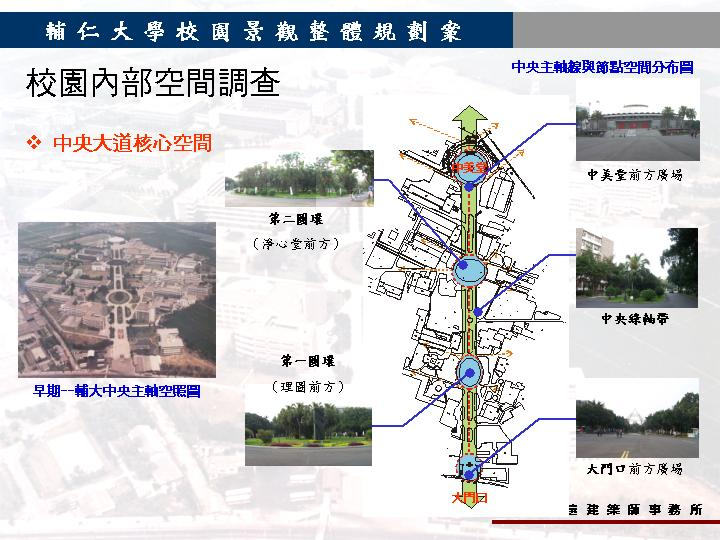 輔仁大學校園景觀整體規劃案
校園內部空間調查
中央主軸線與節點空間分布圖
❖ 中央大道核心空間
中美堂
中美堂前方廣場
第二圓環
（淨心堂前方）
中央綠軸帶
早期--輔大中央主軸空照圖
第一圓環
（理圖前方）
大門口前方廣場
大門口
建築師事務所